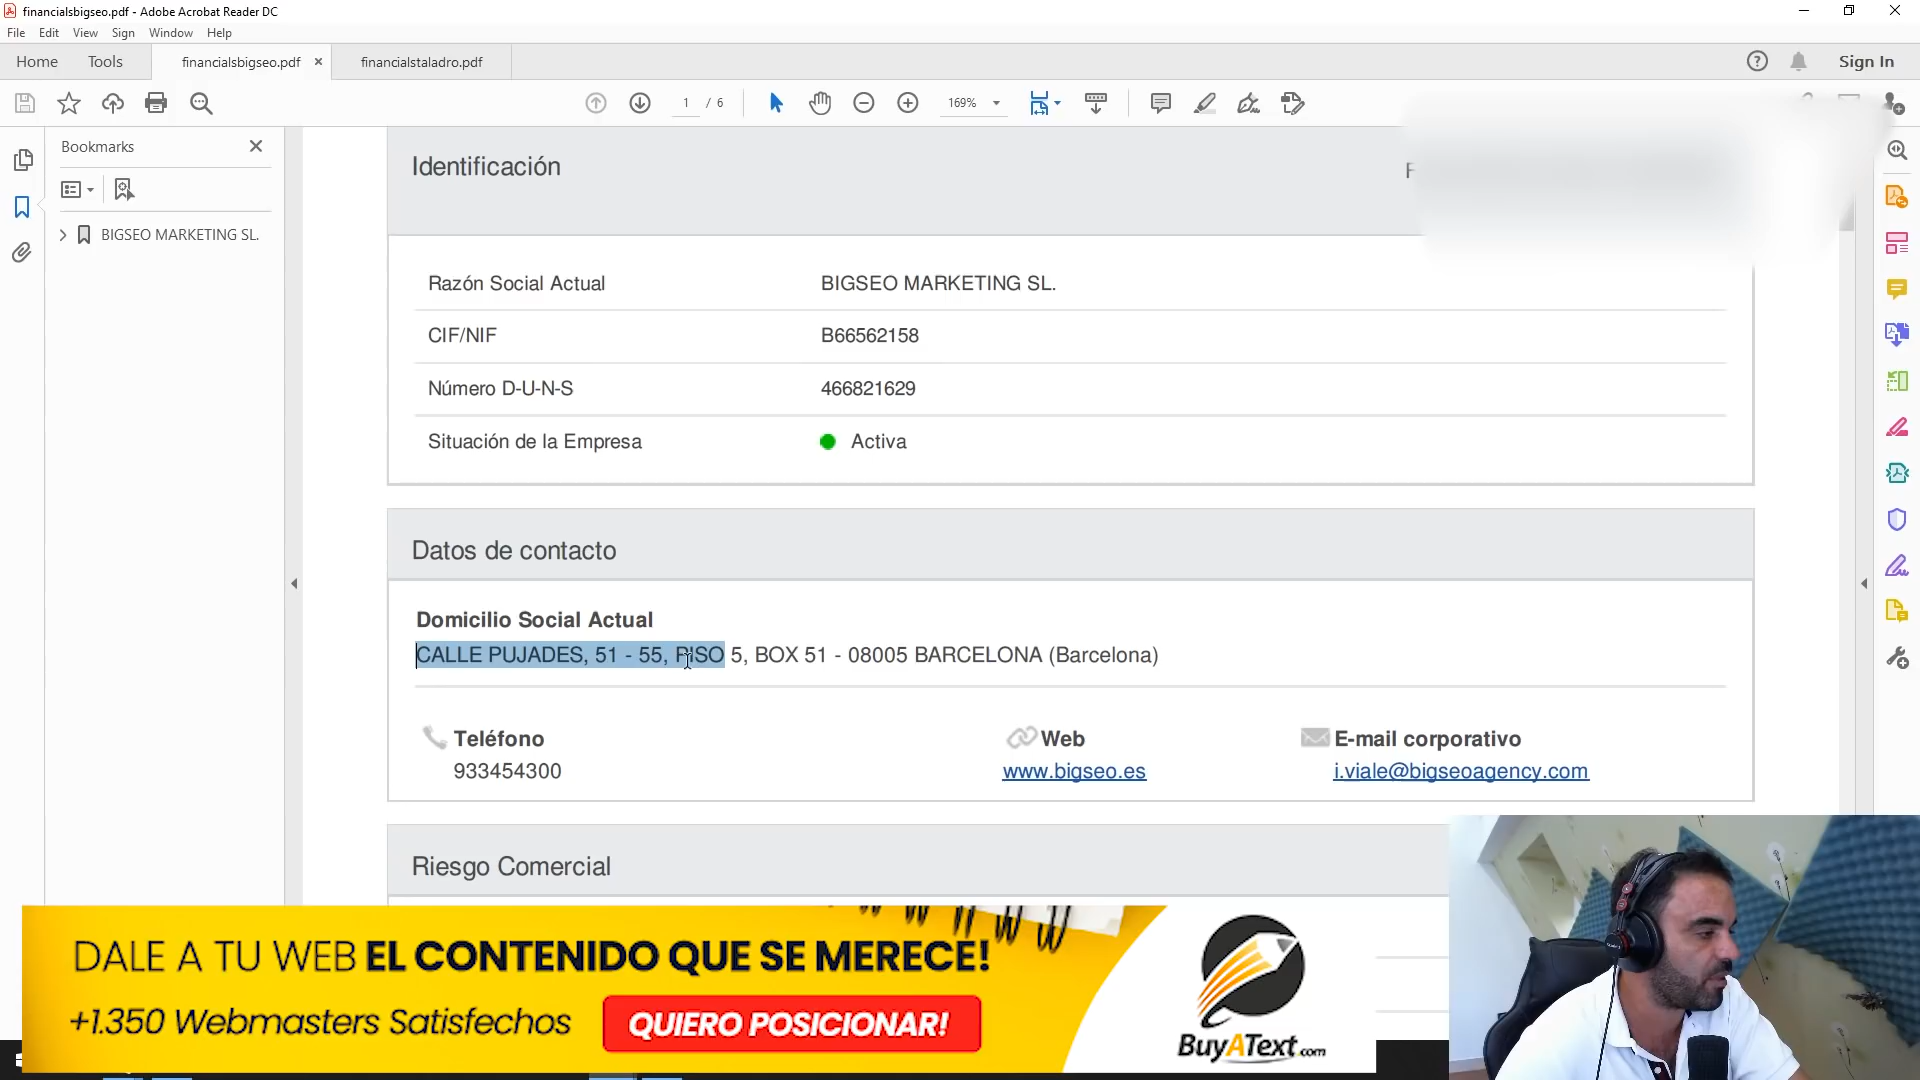 financialsbigseo.pdf - Adobe Acrobat Reader DC
File Edit View Sign Window Help
Home Tools financialsbigseo.pdf × financialstaladro.pdf Sign In
1 / 6 169%
Bookmarks
BIGSEO MARKETING SL.
Identificación
F
Razón Social Actual BIGSEO MARKETING SL.
CIF/NIF B66562158
Número D-U-N-S 466821629
Situación de la Empresa Activa
Datos de contacto
Domicilio Social Actual
CALLE PUJADES, 51 - 55, PISO 5, BOX 51 - 08005 BARCELONA (Barcelona)
Teléfono Web E-mail corporativo
933454300 www.bigseo.es i.viale@bigseoagency.com
Riesgo Comercial
DALE A TU WEB EL CONTENIDO QUE SE MERECE!
+1.350 Webmasters Satisfechos QUIERO POSICIONAR!
BuyAText.com